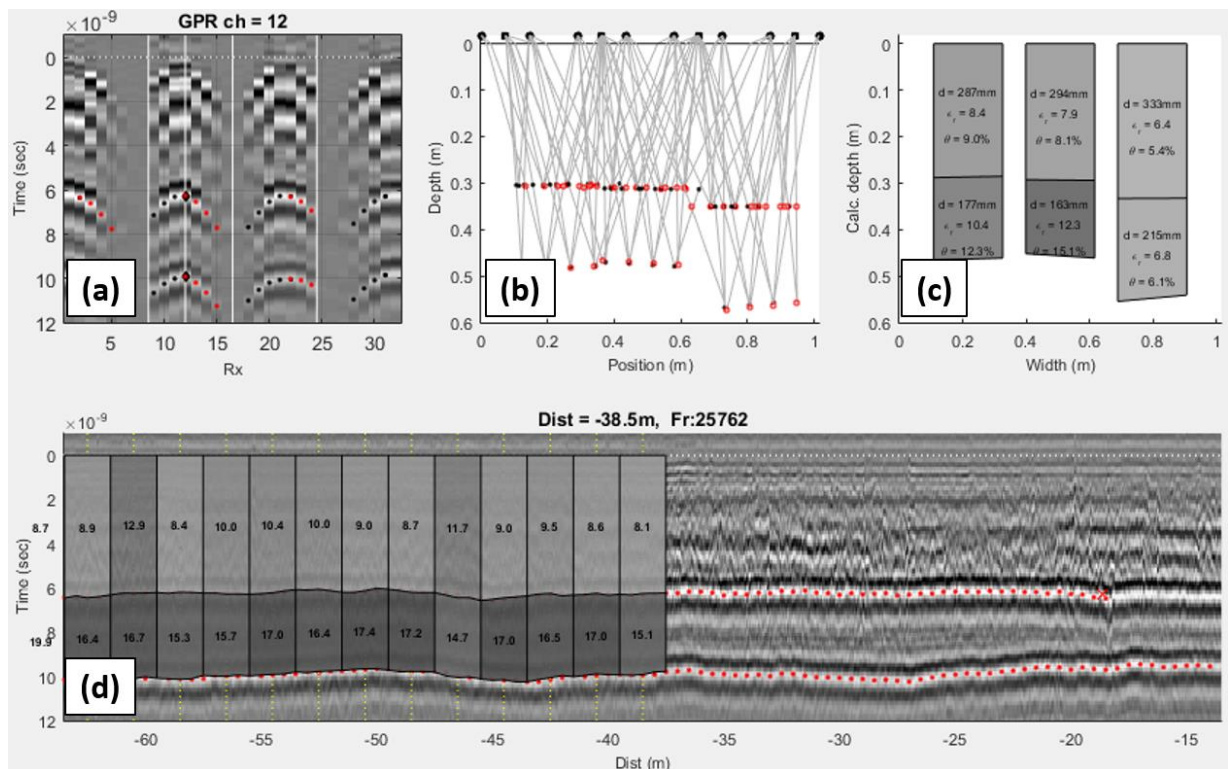 ×10⁻⁹
GPR ch = 12
0
2
4
6
8
10
12
Time (sec)
5
10
15
20
25
30
Rx
(a)
0
0.1
0.2
0.3
0.4
0.5
0.6
Depth (m)
0
0.2
0.4
0.6
0.8
1
Position (m)
(b)
0
0.1
0.2
0.3
0.4
0.5
0.6
Calc. depth (m)
d = 287mm
ϵr = 8.4
θ = 9.0%
d = 177mm
ϵr = 10.4
θ = 12.3%
d = 294mm
ϵr = 7.9
θ = 8.1%
d = 163mm
ϵr = 12.3
θ = 15.1%
d = 333mm
ϵr = 6.4
θ = 5.4%
d = 215mm
ϵr = 6.8
θ = 6.1%
0
0.2
0.4
0.6
0.8
1
Width (m)
(c)
×10⁻⁹
Dist = -38.5m, Fr:25762
0
2
4
6
8
10
12
Time (sec)
8.7 8.9 12.9 8.4 10.0 10.4 10.0 9.0 8.7 11.7 9.0 9.5 8.6 8.1
19.9 16.4 16.7 15.3 15.7 17.0 16.4 17.4 17.2 14.7 17.0 16.5 17.0 15.1
(d)
-60 -55 -50 -45 -40 -35 -30 -25 -20 -15
Dist (m)